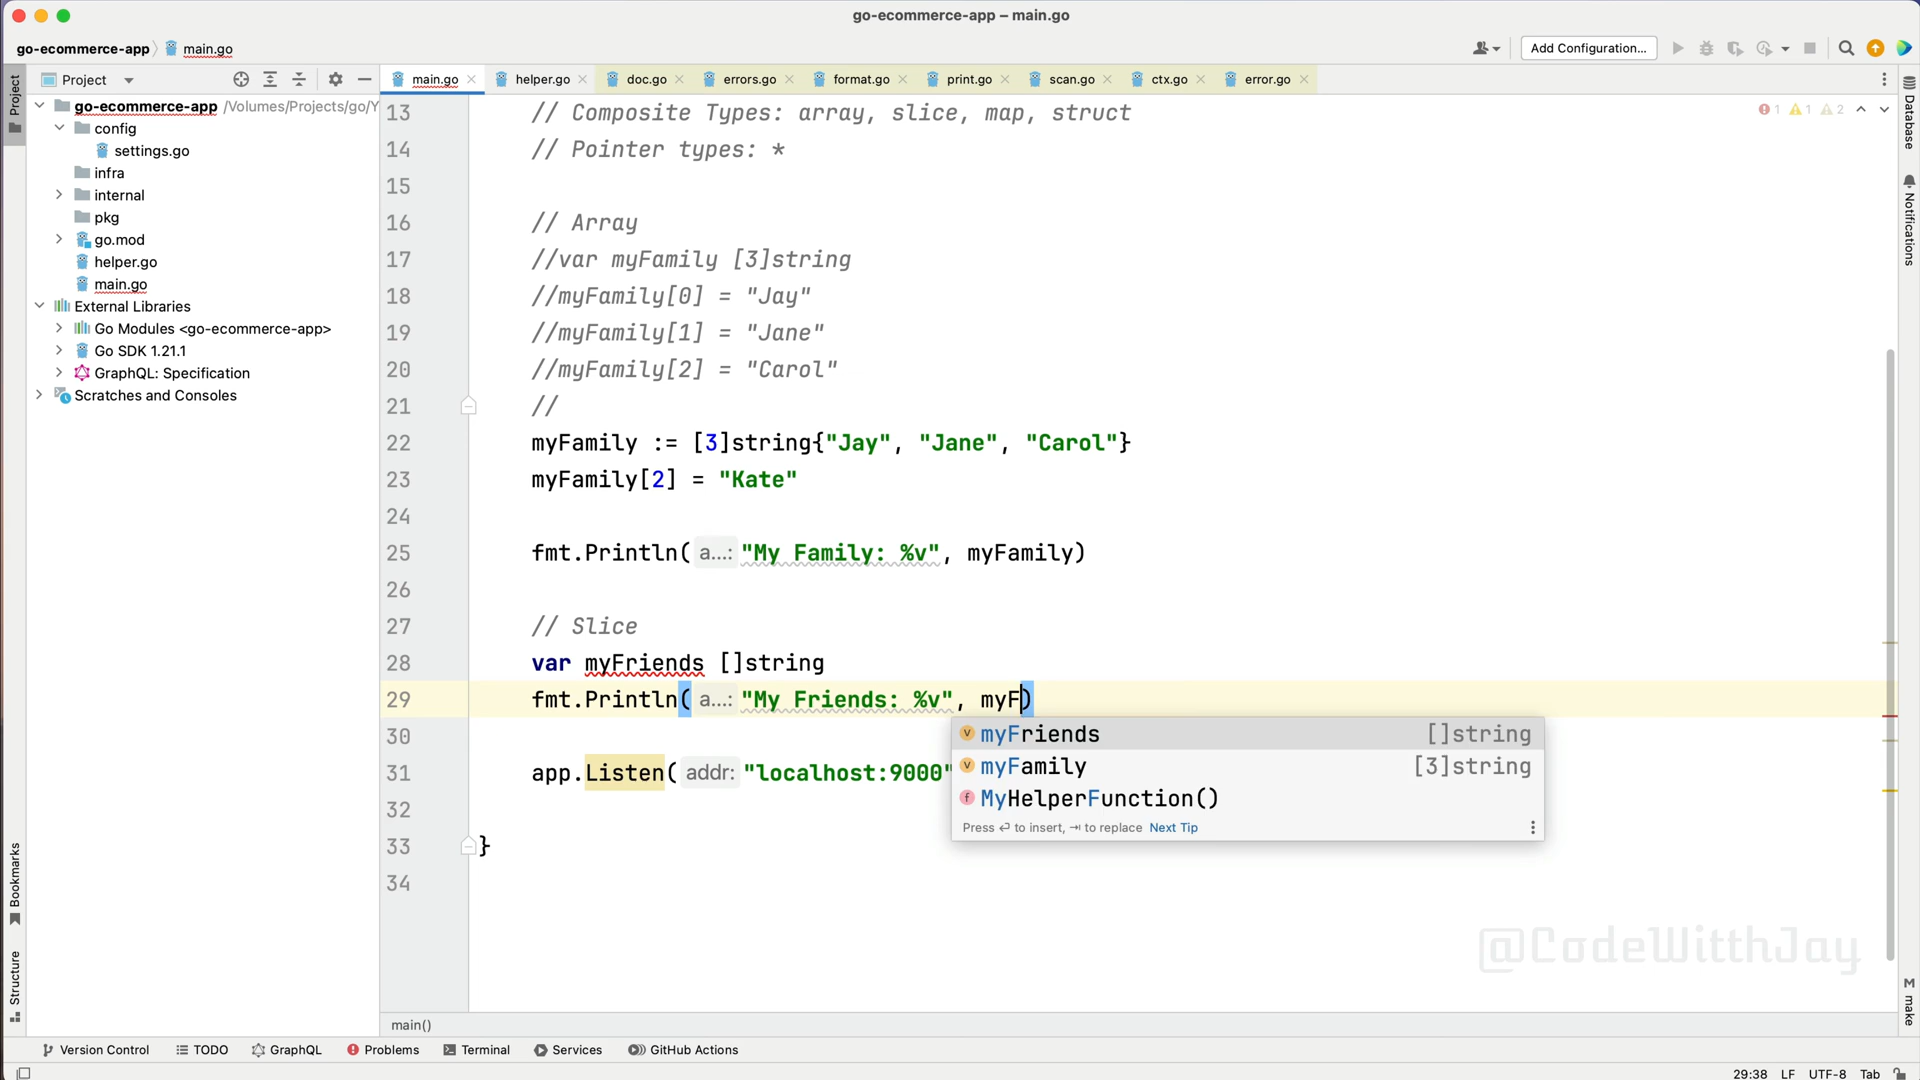 go-ecommerce-app – main.go
go-ecommerce-app main.go
Add Configuration...
Project
main.go
helper.go
doc.go
errors.go
format.go
print.go
scan.go
ctx.go
error.go
Project
go-ecommerce-app /Volumes/Projects/go/Y
config
settings.go
infra
internal
pkg
go.mod
helper.go
main.go
External Libraries
Go Modules <go-ecommerce-app>
Go SDK 1.21.1
GraphQL: Specification
Scratches and Consoles
1 1 2
13 // Composite Types: array, slice, map, struct
14 // Pointer types: *
15
16 // Array
17 //var myFamily [3]string
18 //myFamily[0] = "Jay"
19 //myFamily[1] = "Jane"
20 //myFamily[2] = "Carol"
21 //
22 myFamily := [3]string{"Jay", "Jane", "Carol"}
23 myFamily[2] = "Kate"
24
25 fmt.Println( a...: "My Family: %v", myFamily)
26
27 // Slice
28 var myFriends []string
29 fmt.Println( a...: "My Friends: %v", myF)
30
31 app.Listen( addr: "localhost:9000"
32
33 }
34
myFriends []string
myFamily [3]string
MyHelperFunction()
Press ⏎ to insert, ⇥ to replace Next Tip
@CodeWitthJay
main()
Database
Notifications
make
Bookmarks
Structure
Version Control
TODO
GraphQL
Problems
Terminal
Services
GitHub Actions
29:38 LF UTF-8 Tab